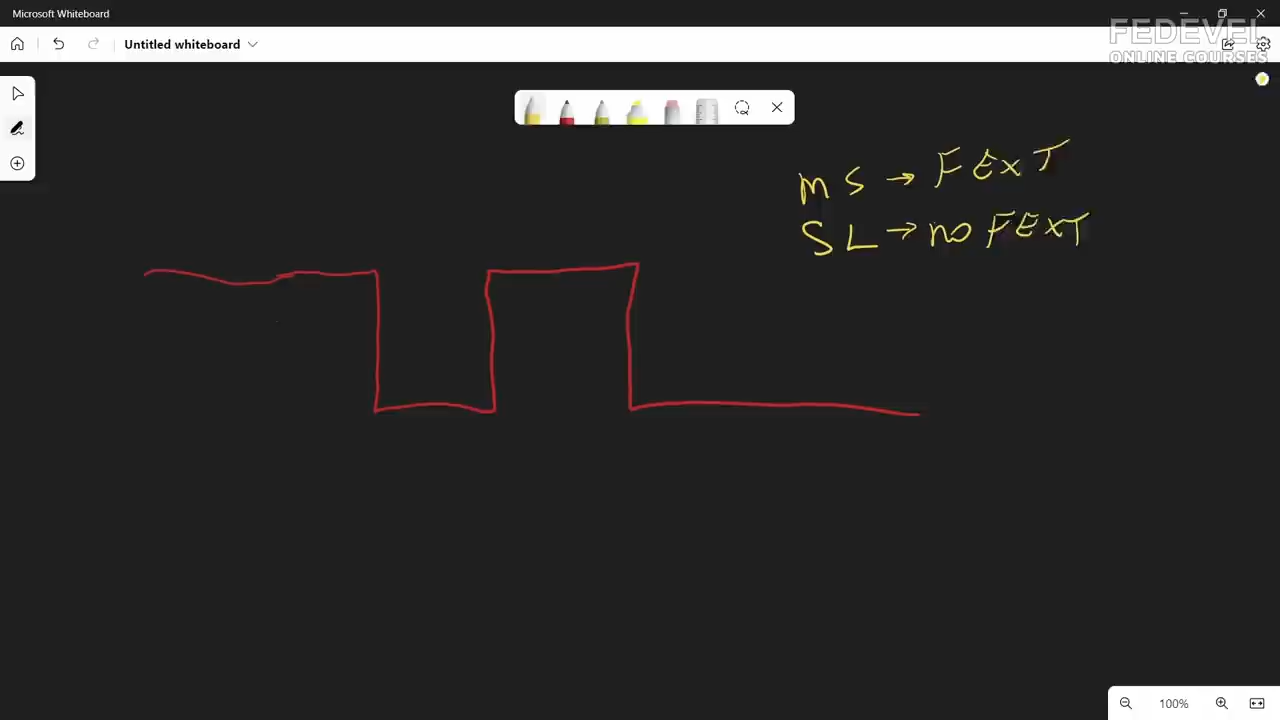 Microsoft Whiteboard
FEDEVEL
ONLINE COURSES
Untitled whiteboard
MS → FEXT
SL → no FEXT
100%